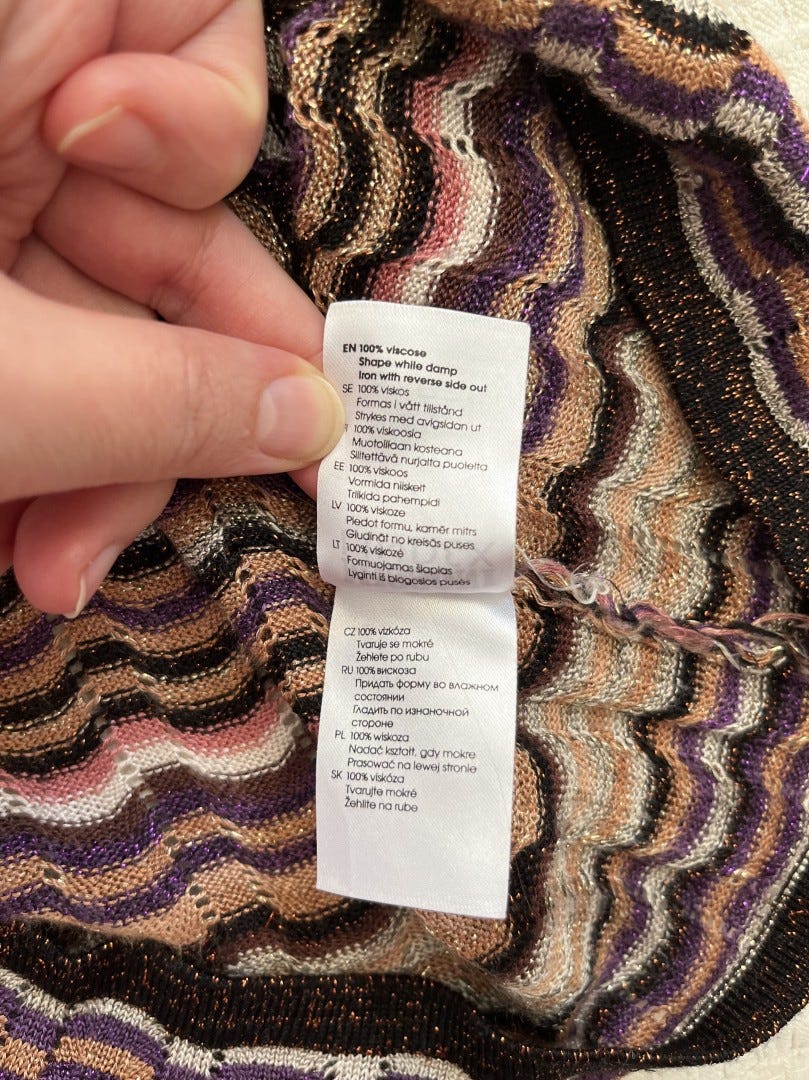 EN 100% viscose
Shape while damp
Iron with reverse side out
SE 100% viskos
Formas i vått tillstånd
Strykes med avigsidan ut
100% viskoosia
Muotoillaan kosteana
Silitettävä nurjalta puolelta
EE 100% viskoos
Vormida niiskelt
Triikida pahempidi
LV 100% viskoze
Piedot formu, kamēr mitrs
Gludināt no kreisās puses
LT 100% viskozė
Formuojamas šlapias
Lyginti iš blogosios pusės
CZ 100% vizkóza
Tvaruje se mokré
Žehlete po rubu
RU 100% вискоза
Придать форму во влажном
состоянии
Гладить по изнаночной
стороне
PL 100% wiskoza
Nadać kształt, gdy mokre
Prasować na lewej stronie
SK 100% viskóza
Tvarujte mokré
Žehlite na rube